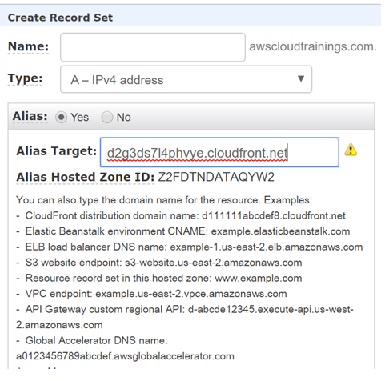 Create Record Set
Name: awscloudtrainings.com.
Type: A – IPv4 address
Alias: Yes No
Alias Target: d2g3ds7l4phvye.cloudfront.net
Alias Hosted Zone ID: Z2FDTNDATAQYW2
You can also type the domain name for the resource. Examples
- CloudFront distribution domain name: d111111abcdef8.cloudfront.net
- Elastic Beanstalk environment CNAME: example.elasticbeanstalk.com
- ELB load balancer DNS name: example-1.us-east-2.elb.amazonaws.com
- S3 website endpoint: s3-website.us-east-2.amazonaws.com
- Resource record set in this hosted zone: www.example.com
- VPC endpoint: example.us-east-2.vpce.amazonaws.com
- API Gateway custom regional API: d-abcde12345.execute-api.us-west-
2.amazonaws.com
- Global Accelerator DNS name:
a0123456789abcdef.awsglobalaccelerator.com